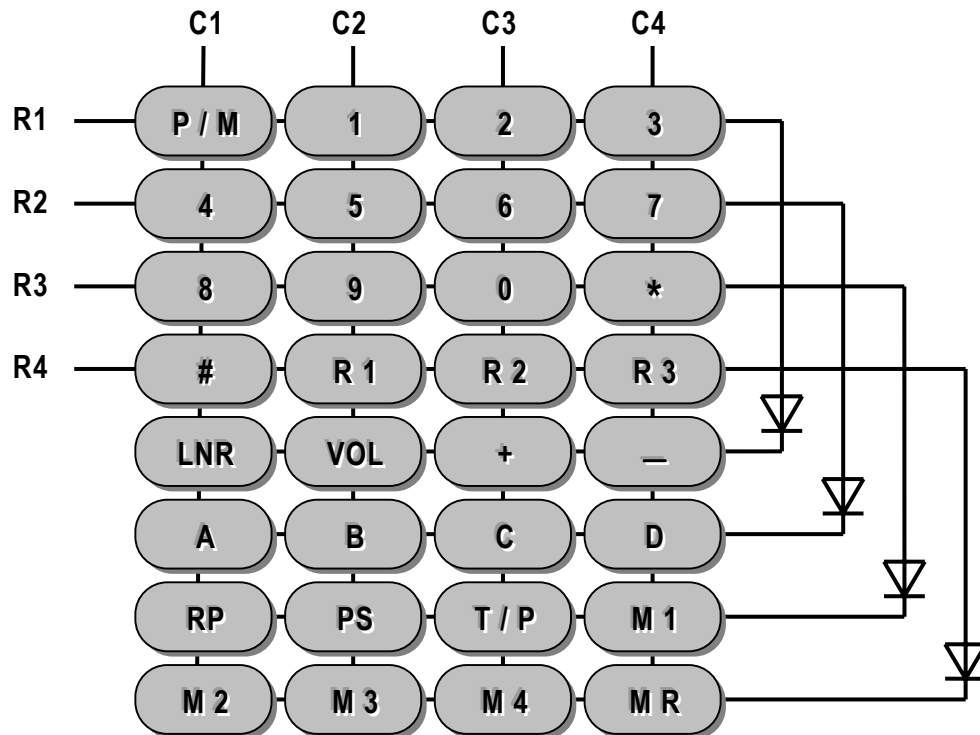 C1 C2 C3 C4
R1 P / M 1 2 3
R2 4 5 6 7
R3 8 9 0 *
R4 # R 1 R 2 R 3
LNR VOL + —
A B C D
RP PS T / P M 1
M 2 M 3 M 4 M R